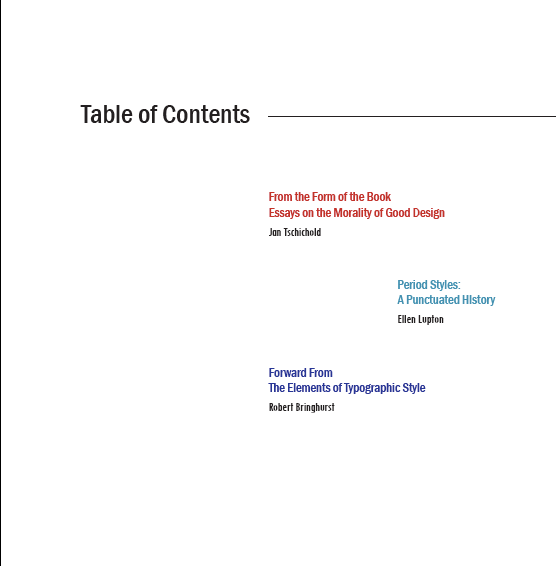 Table of Contents
From the Form of the Book
Essays on the Morality of Good Design
Jan Tschichold
Period Styles:
A Punctuated HIstory
Ellen Lupton
Forward From
The Elements of Typographic Style
Robert Bringhurst